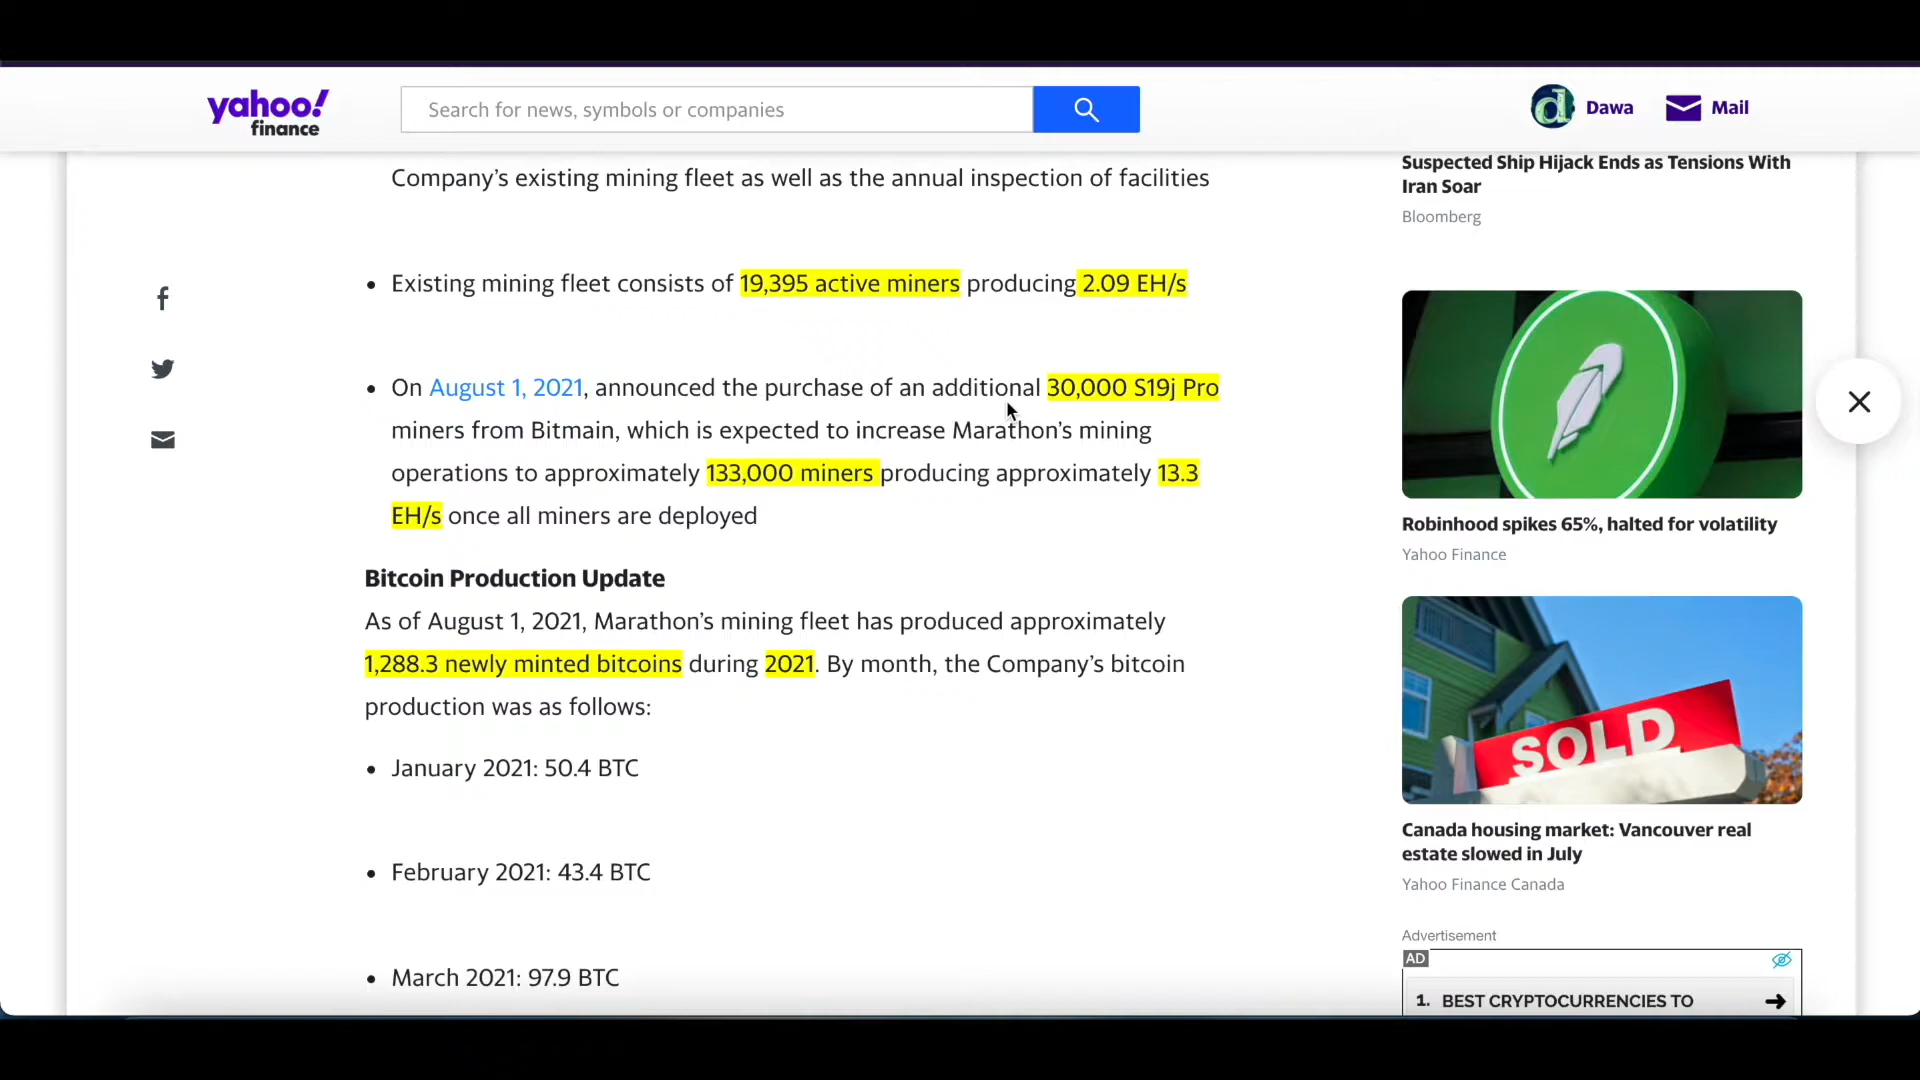 yahoo!
finance
Search for news, symbols or companies
Dawa
Mail
Company’s existing mining fleet as well as the annual inspection of facilities
• Existing mining fleet consists of 19,395 active miners producing 2.09 EH/s
• On August 1, 2021, announced the purchase of an additional 30,000 S19j Pro
miners from Bitmain, which is expected to increase Marathon’s mining
operations to approximately 133,000 miners producing approximately 13.3
EH/s once all miners are deployed
Bitcoin Production Update
As of August 1, 2021, Marathon’s mining fleet has produced approximately
1,288.3 newly minted bitcoins during 2021. By month, the Company’s bitcoin
production was as follows:
• January 2021: 50.4 BTC
• February 2021: 43.4 BTC
• March 2021: 97.9 BTC
Suspected Ship Hijack Ends as Tensions With
Iran Soar
Bloomberg
Robinhood spikes 65%, halted for volatility
Yahoo Finance
SOLD
Canada housing market: Vancouver real
estate slowed in July
Yahoo Finance Canada
Advertisement
AD
1. BEST CRYPTOCURRENCIES TO